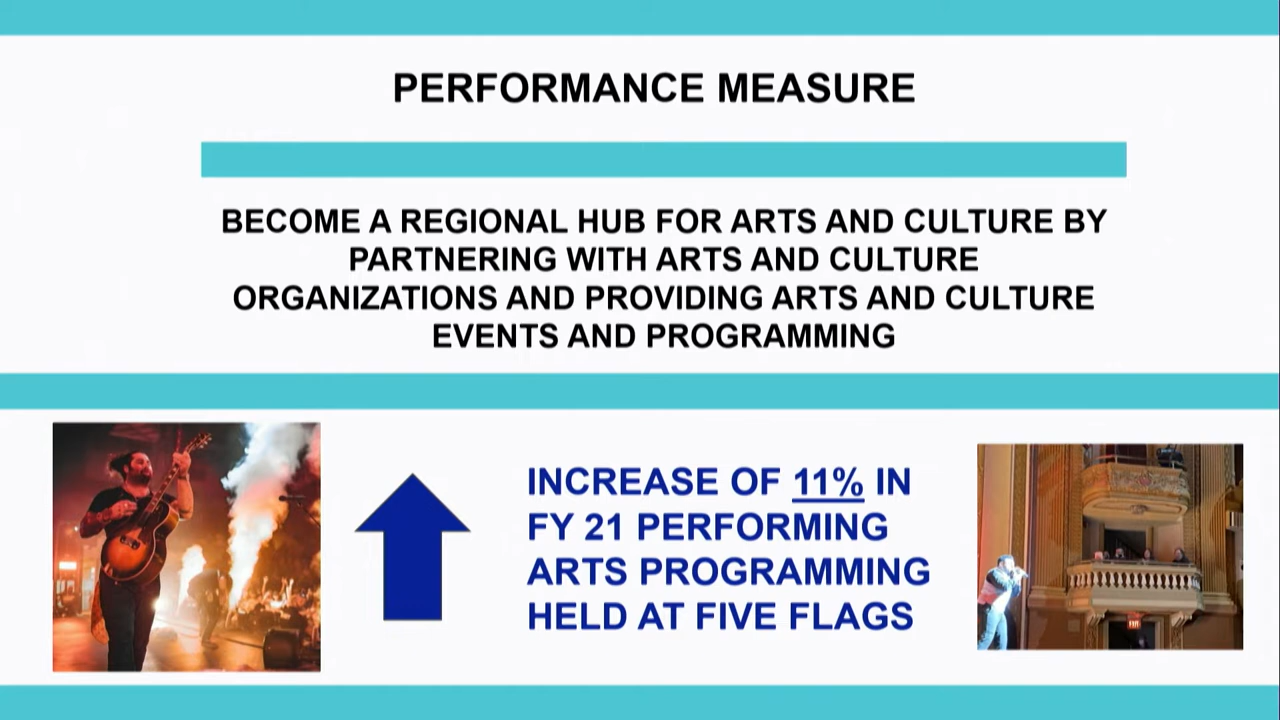 PERFORMANCE MEASURE
BECOME A REGIONAL HUB FOR ARTS AND CULTURE BY
PARTNERING WITH ARTS AND CULTURE
ORGANIZATIONS AND PROVIDING ARTS AND CULTURE
EVENTS AND PROGRAMMING
INCREASE OF 11% IN
FY 21 PERFORMING
ARTS PROGRAMMING
HELD AT FIVE FLAGS